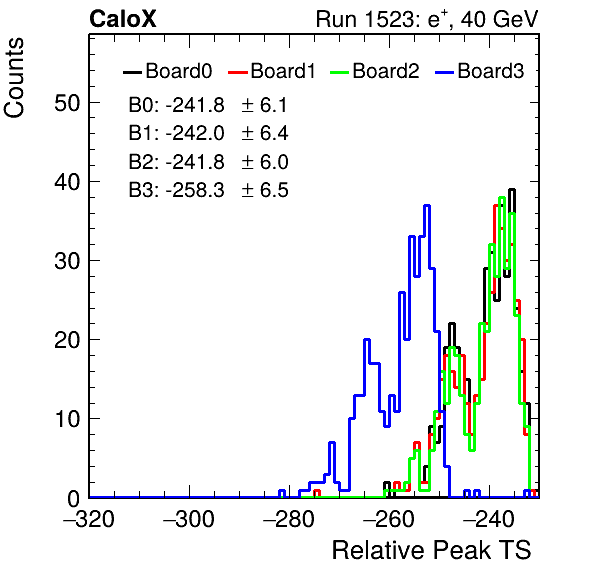 CaloX Run 1523: e+, 40 GeV
Counts
Board0 Board1 Board2 Board3
B0: -241.8 ± 6.1
B1: -242.0 ± 6.4
B2: -241.8 ± 6.0
B3: -258.3 ± 6.5
50
40
30
20
10
0
−320 −300 −280 −260 −240
Relative Peak TS